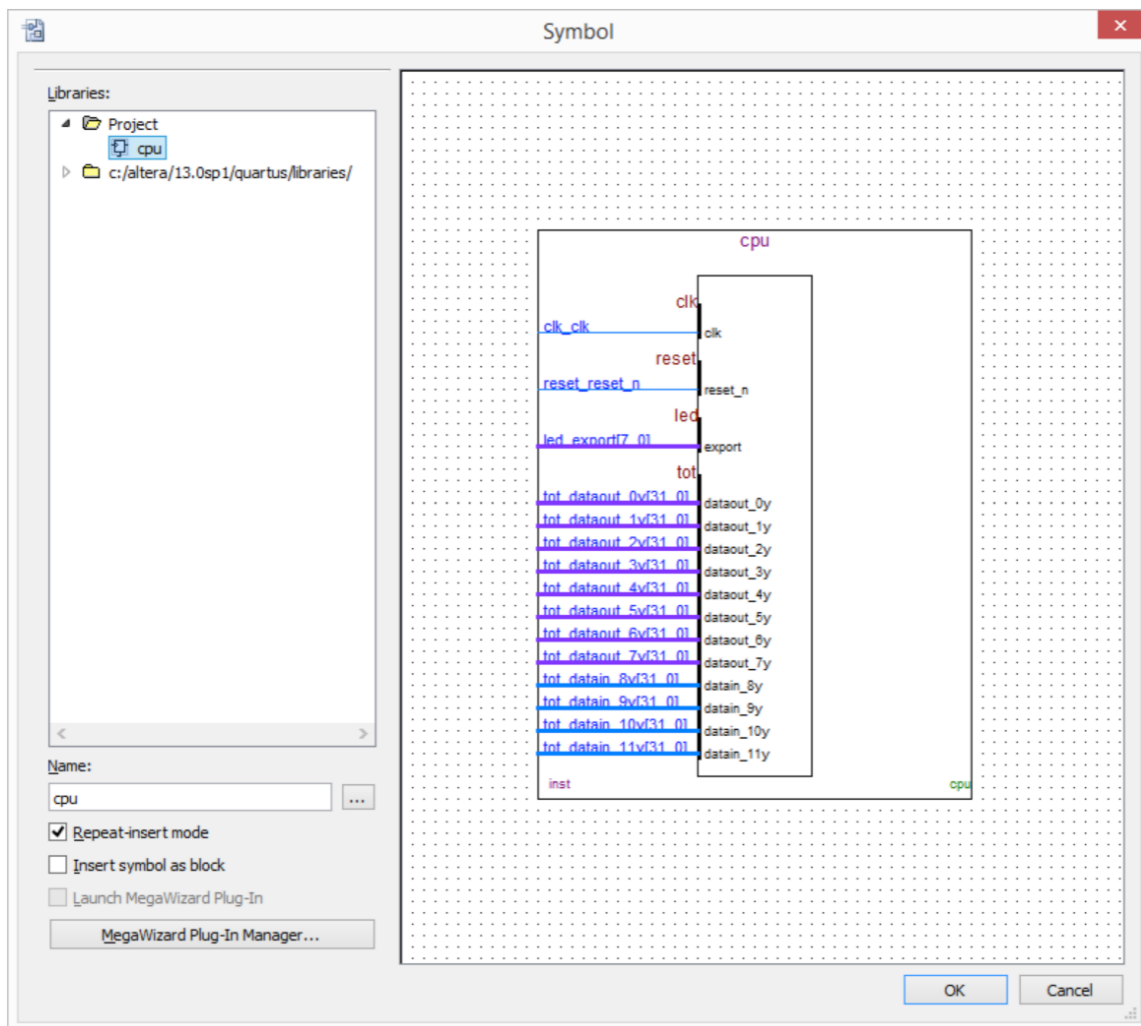 Symbol
Libraries:
Project
cpu
c:/altera/13.0sp1/quartus/libraries/
Name:
cpu
...
Repeat-insert mode
Insert symbol as block
Launch MegaWizard Plug-In
MegaWizard Plug-In Manager...
cpu
clk
clk_clk
clk
reset
reset_reset_n
reset_n
led
led_export[7..0]
export
tot
tot_dataout_0y[31..0] dataout_0y
tot_dataout_1y[31..0] dataout_1y
tot_dataout_2y[31..0] dataout_2y
tot_dataout_3y[31..0] dataout_3y
tot_dataout_4y[31..0] dataout_4y
tot_dataout_5y[31..0] dataout_5y
tot_dataout_6y[31..0] dataout_6y
tot_dataout_7y[31..0] dataout_7y
tot_datain_8y[31..0] datain_8y
tot_datain_9y[31..0] datain_9y
tot_datain_10y[31..0] datain_10y
tot_datain_11y[31..0] datain_11y
inst cpu
OK Cancel